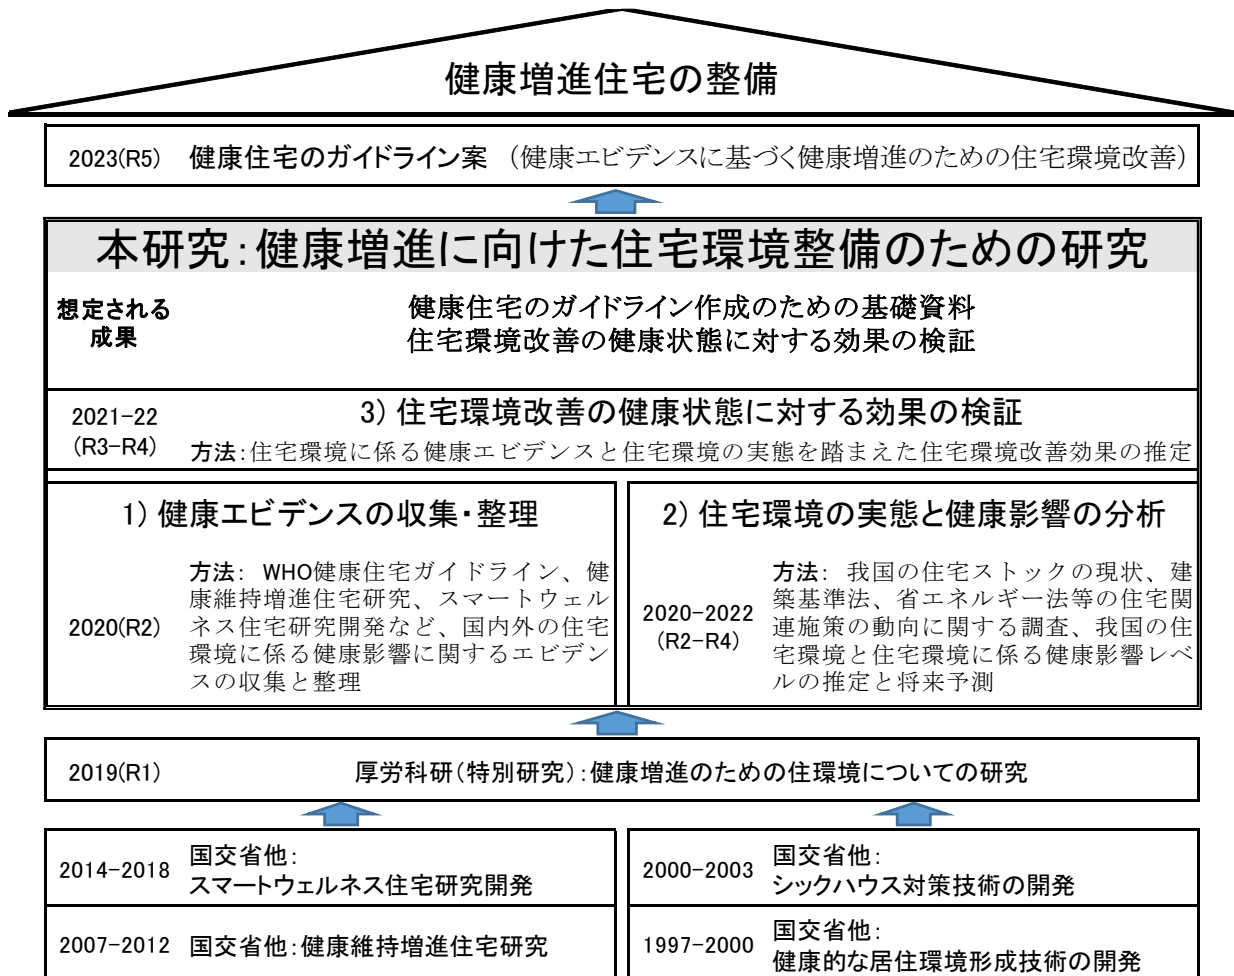 健康増進住宅の整備
2023(R5) 健康住宅のガイドライン案 (健康エビデンスに基づく健康増進のための住宅環境改善)
本研究:健康増進に向けた住宅環境整備のための研究
想定される
成果
健康住宅のガイドライン作成のための基礎資料
住宅環境改善の健康状態に対する効果の検証
2021-22
(R3-R4)
3) 住宅環境改善の健康状態に対する効果の検証
方法:住宅環境に係る健康エビデンスと住宅環境の実態を踏まえた住宅環境改善効果の推定
1) 健康エビデンスの収集・整理
2020(R2)
方法: WHO健康住宅ガイドライン、健
康維持増進住宅研究、スマートウェル
ネス住宅研究開発など、国内外の住宅
環境に係る健康影響に関するエビデン
スの収集と整理
2) 住宅環境の実態と健康影響の分析
2020-2022
(R2-R4)
方法: 我国の住宅ストックの現状、建
築基準法、省エネルギー法等の住宅関
連施策の動向に関する調査、我国の住
宅環境と住宅環境に係る健康影響レベ
ルの推定と将来予測
2019(R1) 厚労科研(特別研究):健康増進のための住環境についての研究
2014-2018
国交省他:
スマートウェルネス住宅研究開発
2007-2012 国交省他:健康維持増進住宅研究
2000-2003
国交省他:
シックハウス対策技術の開発
1997-2000
国交省他:
健康的な居住環境形成技術の開発